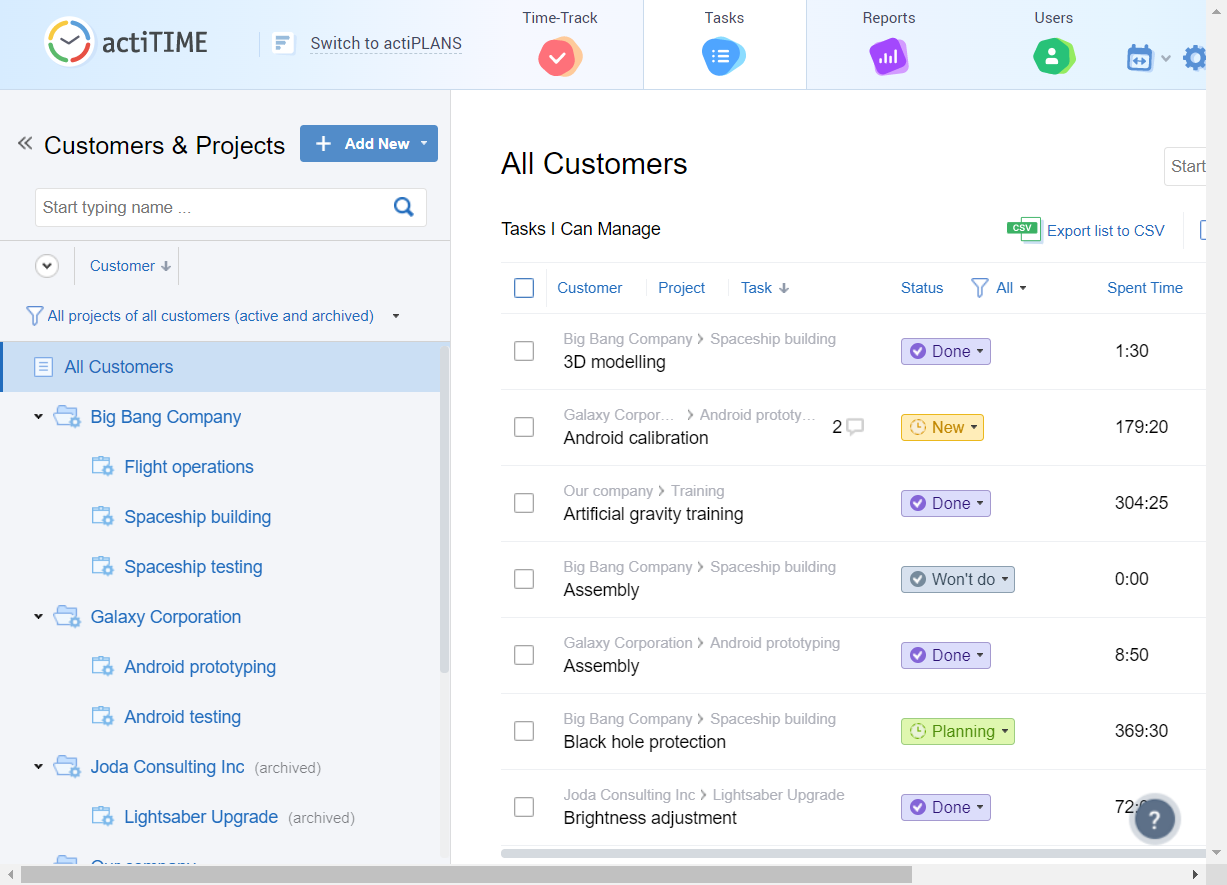 actiTIME
Switch to actiPLANS
Time-Track
Tasks
Reports
Users
Customers & Projects
Add New
Start typing name ...
Customer
All projects of all customers (active and archived)
All Customers
Big Bang Company
Flight operations
Spaceship building
Spaceship testing
Galaxy Corporation
Android prototyping
Android testing
Joda Consulting Inc (archived)
Lightsaber Upgrade (archived)
Our company
All Customers
Start
Tasks I Can Manage
CSV Export list to CSV
Customer Project Task Status All Spent Time
Big Bang Company > Spaceship building
3D modelling Done 1:30
Galaxy Corpor... > Android prototy...
Android calibration 2 New 179:20
Our company > Training
Artificial gravity training Done 304:25
Big Bang Company > Spaceship building
Assembly Won't do 0:00
Galaxy Corporation > Android prototyping
Assembly Done 8:50
Big Bang Company > Spaceship building
Black hole protection Planning 369:30
Joda Consulting Inc > Lightsaber Upgrade
Brightness adjustment Done
?